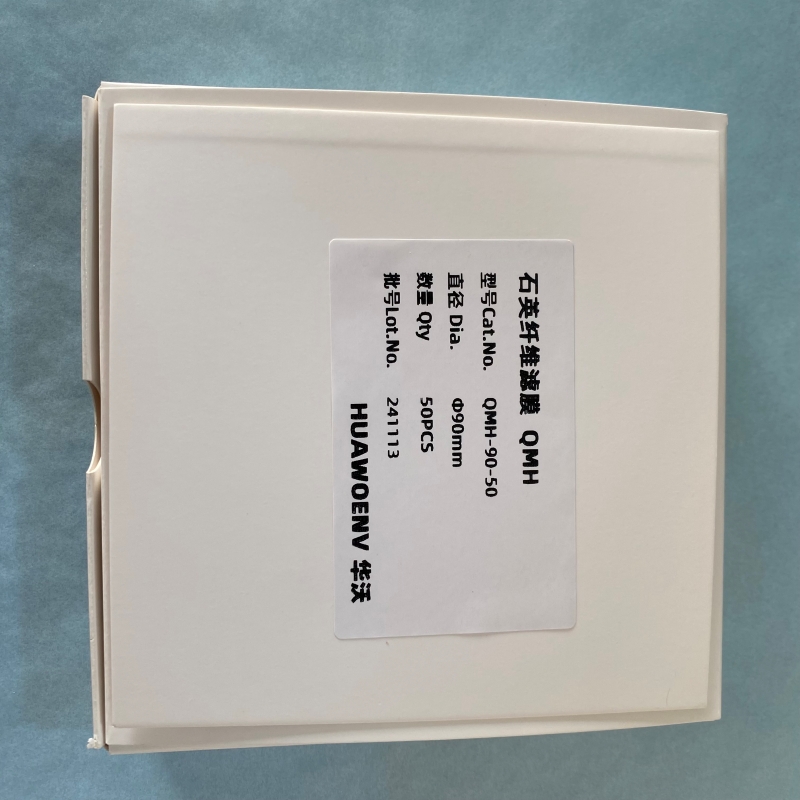 石英纤维滤膜 QMH
型号Cat.No. QMH-90-50
直径 Dia. Φ90mm
数量 Qty 50PCS
批号Lot.No. 241113
HUAWOENV 华沃